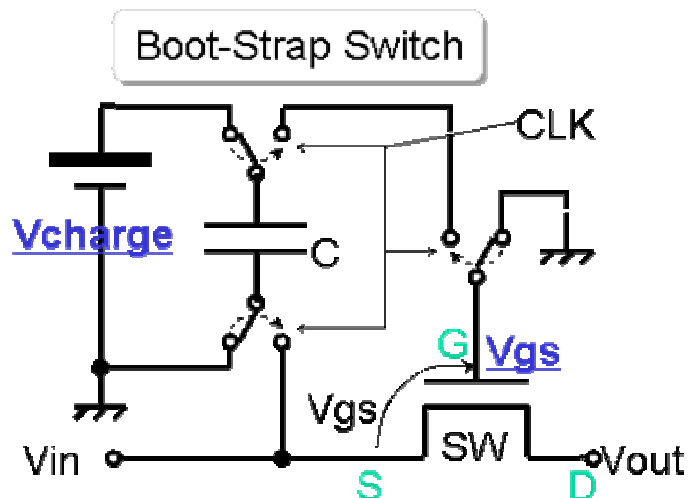 Boot-Strap Switch
CLK
Vcharge
C
G
Vgs
Vgs
SW
Vin
Vout
S
D